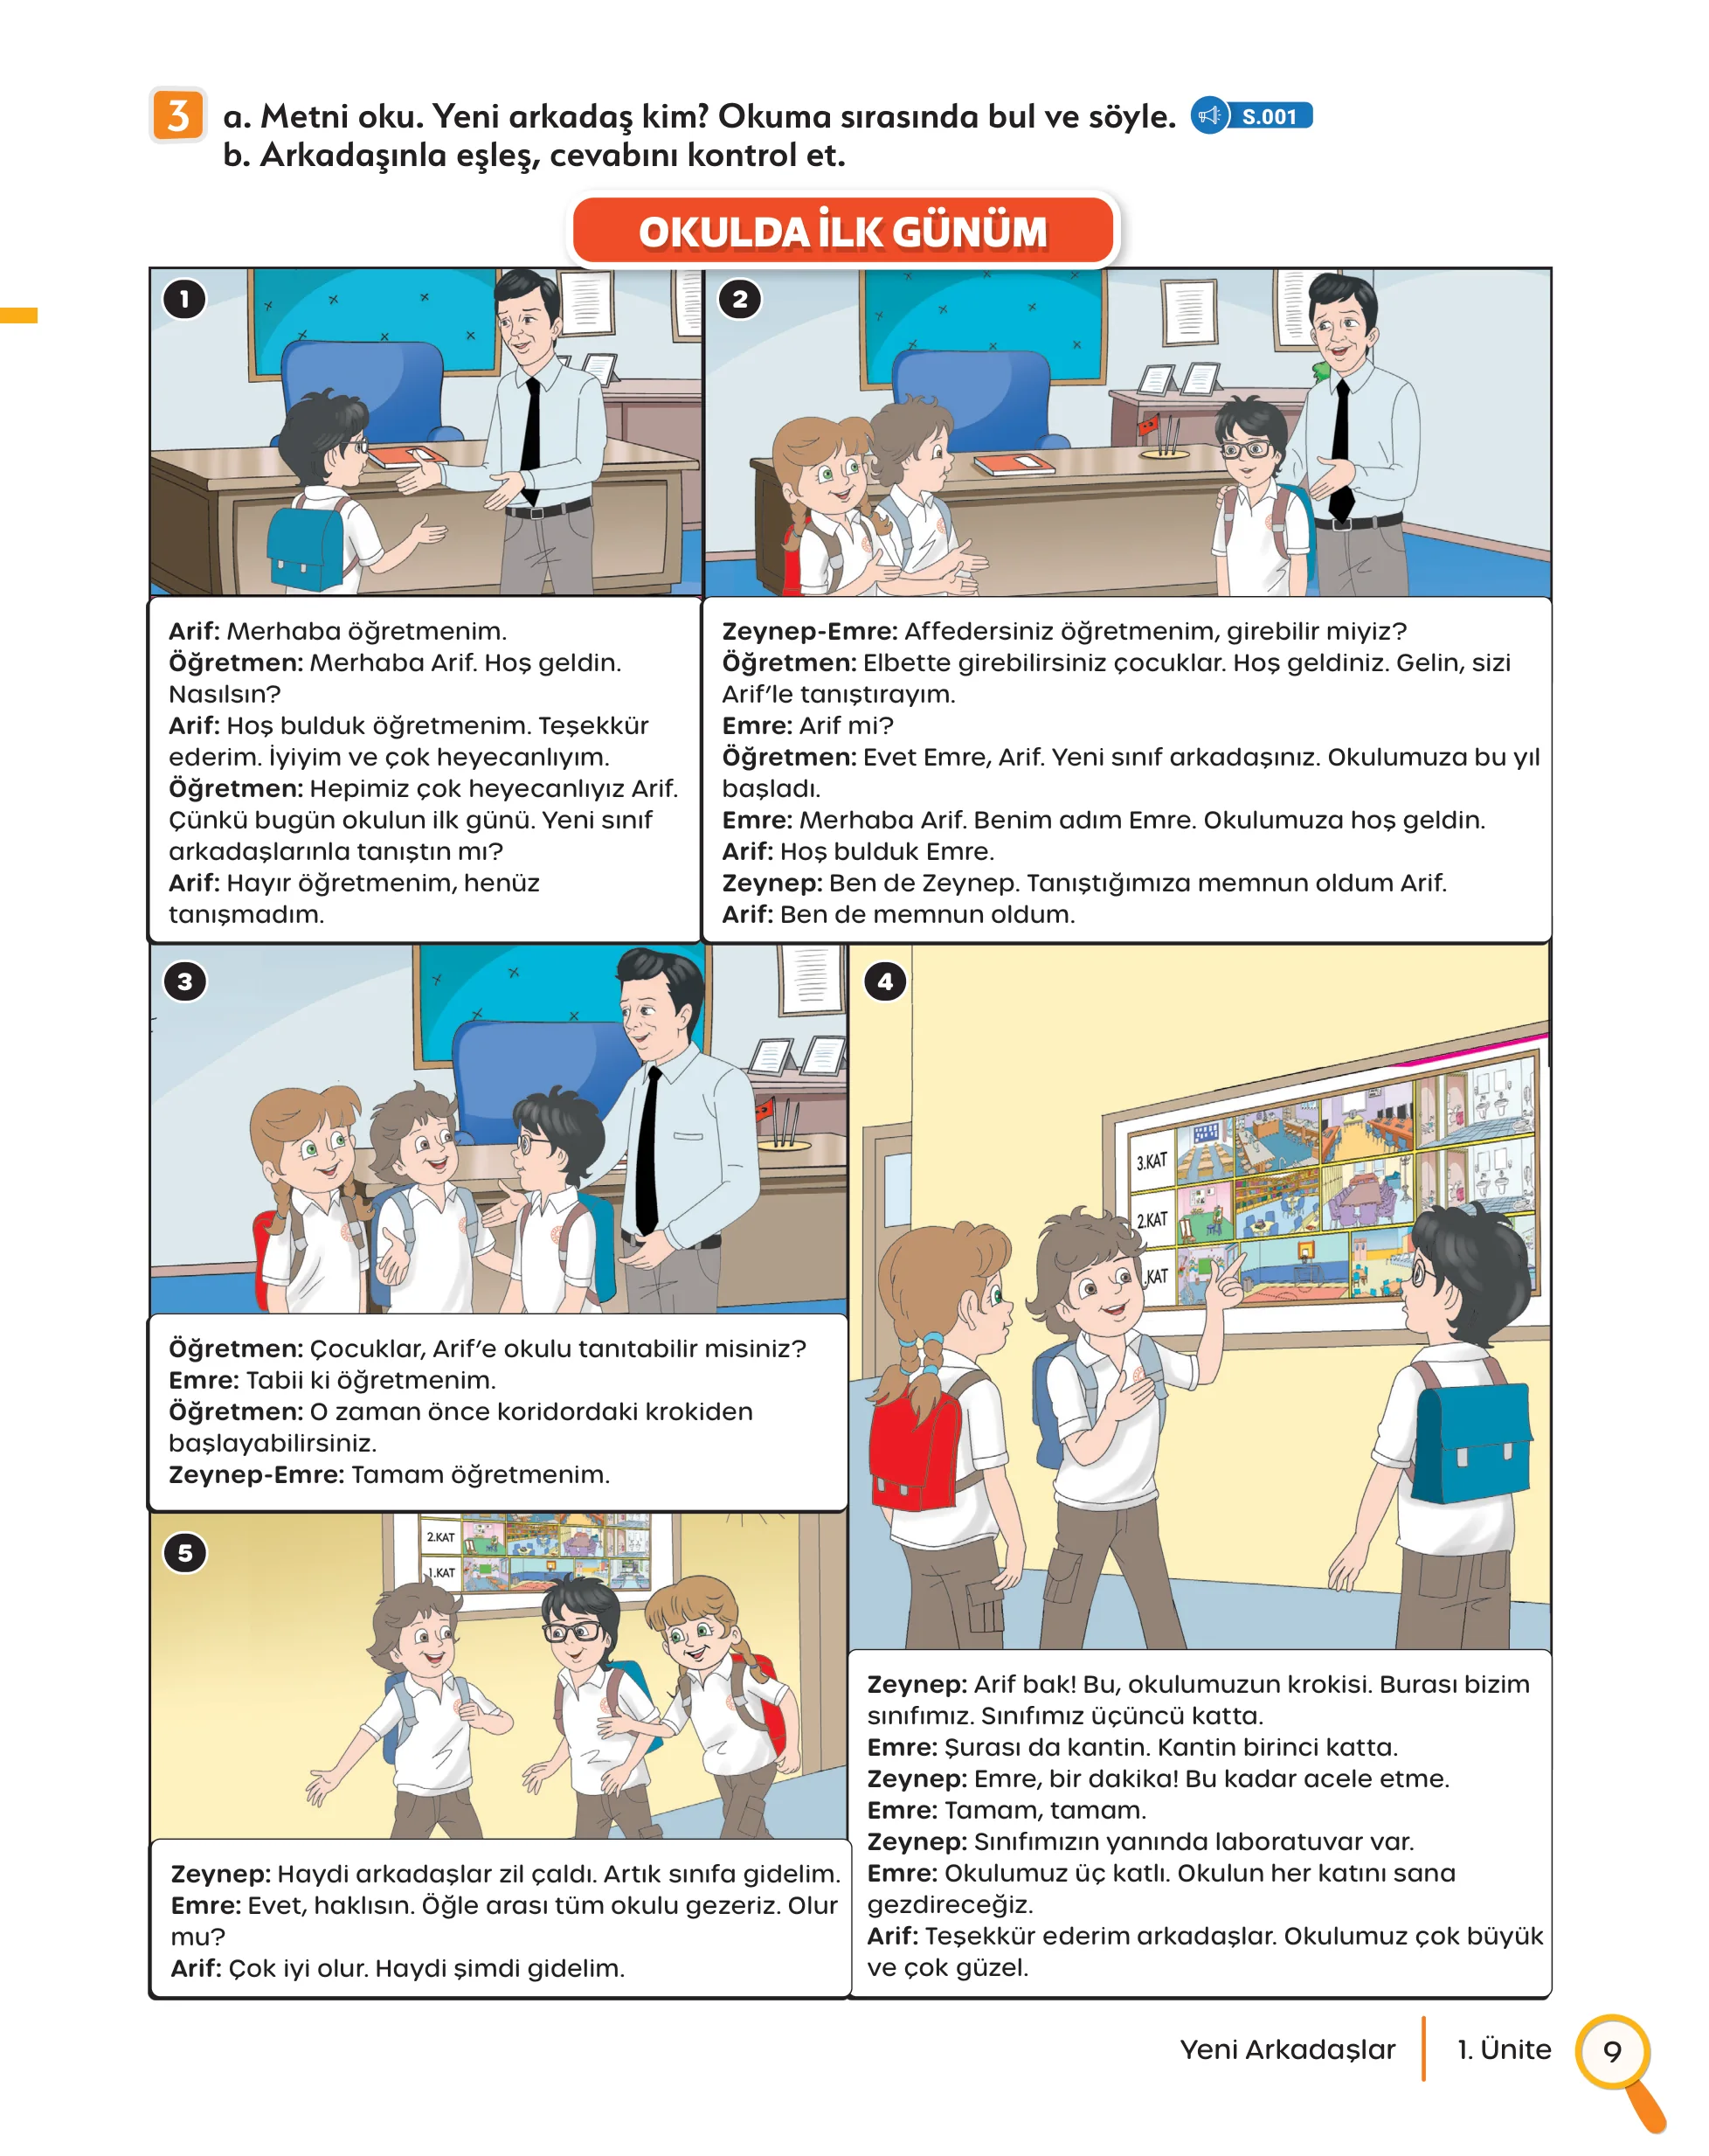 3
a. Metni oku. Yeni arkadaş kim? Okuma sırasında bul ve söyle.
S.001
b. Arkadaşınla eşleş, cevabını kontrol et.
OKULDA İLK GÜNÜM
1
Arif: Merhaba öğretmenim.
Öğretmen: Merhaba Arif. Hoş geldin.
Nasılsın?
Arif: Hoş bulduk öğretmenim. Teşekkür
ederim. İyiyim ve çok heyecanlıyım.
Öğretmen: Hepimiz çok heyecanlıyız Arif.
Çünkü bugün okulun ilk günü. Yeni sınıf
arkadaşlarınla tanıştın mı?
Arif: Hayır öğretmenim, henüz
tanışmadım.
2
Zeynep-Emre: Affedersiniz öğretmenim, girebilir miyiz?
Öğretmen: Elbette girebilirsiniz çocuklar. Hoş geldiniz. Gelin, sizi
Arif’le tanıştırayım.
Emre: Arif mi?
Öğretmen: Evet Emre, Arif. Yeni sınıf arkadaşınız. Okulumuza bu yıl
başladı.
Emre: Merhaba Arif. Benim adım Emre. Okulumuza hoş geldin.
Arif: Hoş bulduk Emre.
Zeynep: Ben de Zeynep. Tanıştığımıza memnun oldum Arif.
Arif: Ben de memnun oldum.
3
Öğretmen: Çocuklar, Arif’e okulu tanıtabilir misiniz?
Emre: Tabii ki öğretmenim.
Öğretmen: O zaman önce koridordaki krokiden
başlayabilirsiniz.
Zeynep-Emre: Tamam öğretmenim.
4
3.KAT
2.KAT
.KAT
Zeynep: Arif bak! Bu, okulumuzun krokisi. Burası bizim
sınıfımız. Sınıfımız üçüncü katta.
Emre: Şurası da kantin. Kantin birinci katta.
Zeynep: Emre, bir dakika! Bu kadar acele etme.
Emre: Tamam, tamam.
Zeynep: Sınıfımızın yanında laboratuvar var.
Emre: Okulumuz üç katlı. Okulun her katını sana
gezdireceğiz.
Arif: Teşekkür ederim arkadaşlar. Okulumuz çok büyük
ve çok güzel.
5
2.KAT
1.KAT
Zeynep: Haydi arkadaşlar zil çaldı. Artık sınıfa gidelim.
Emre: Evet, haklısın. Öğle arası tüm okulu gezeriz. Olur
mu?
Arif: Çok iyi olur. Haydi şimdi gidelim.
Yeni Arkadaşlar
1. Ünite
9